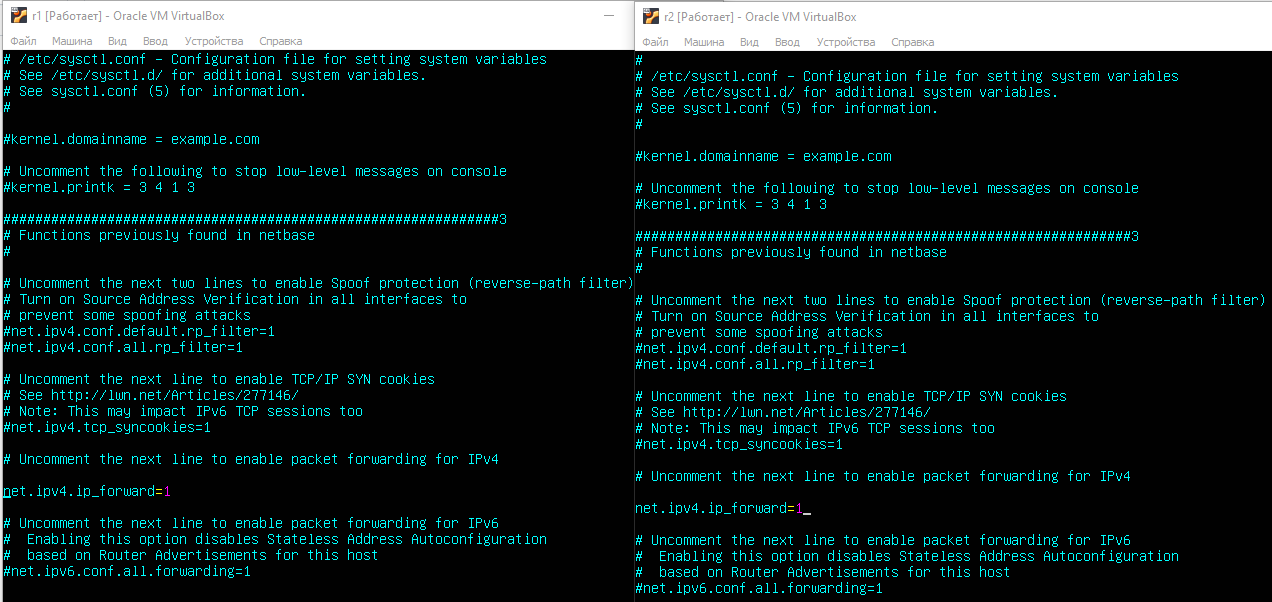 r1 [Работает] - Oracle VM VirtualBox
Файл Машина Вид Ввод Устройства Справка
# /etc/sysctl.conf - Configuration file for setting system variables
# See /etc/sysctl.d/ for additional system variables.
# See sysctl.conf (5) for information.
#
#kernel.domainname = example.com
# Uncomment the following to stop low-level messages on console
#kernel.printk = 3 4 1 3
##############################################################3
# Functions previously found in netbase
#
# Uncomment the next two lines to enable Spoof protection (reverse-path filter)
# Turn on Source Address Verification in all interfaces to
# prevent some spoofing attacks
#net.ipv4.conf.default.rp_filter=1
#net.ipv4.conf.all.rp_filter=1
# Uncomment the next line to enable TCP/IP SYN cookies
# See http://lwn.net/Articles/277146/
# Note: This may impact IPv6 TCP sessions too
#net.ipv4.tcp_syncookies=1
# Uncomment the next line to enable packet forwarding for IPv4
net.ipv4.ip_forward=1
# Uncomment the next line to enable packet forwarding for IPv6
#  Enabling this option disables Stateless Address Autoconfiguration
#  based on Router Advertisements for this host
#net.ipv6.conf.all.forwarding=1
r2 [Работает] - Oracle VM VirtualBox
Файл Машина Вид Ввод Устройства Справка
#
# /etc/sysctl.conf - Configuration file for setting system variables
# See /etc/sysctl.d/ for additional system variables.
# See sysctl.conf (5) for information.
#
#kernel.domainname = example.com
# Uncomment the following to stop low-level messages on console
#kernel.printk = 3 4 1 3
##############################################################3
# Functions previously found in netbase
#
# Uncomment the next two lines to enable Spoof protection (reverse-path filter)
# Turn on Source Address Verification in all interfaces to
# prevent some spoofing attacks
#net.ipv4.conf.default.rp_filter=1
#net.ipv4.conf.all.rp_filter=1
# Uncomment the next line to enable TCP/IP SYN cookies
# See http://lwn.net/Articles/277146/
# Note: This may impact IPv6 TCP sessions too
#net.ipv4.tcp_syncookies=1
# Uncomment the next line to enable packet forwarding for IPv4
net.ipv4.ip_forward=1
# Uncomment the next line to enable packet forwarding for IPv6
#  Enabling this option disables Stateless Address Autoconfiguration
#  based on Router Advertisements for this host
#net.ipv6.conf.all.forwarding=1